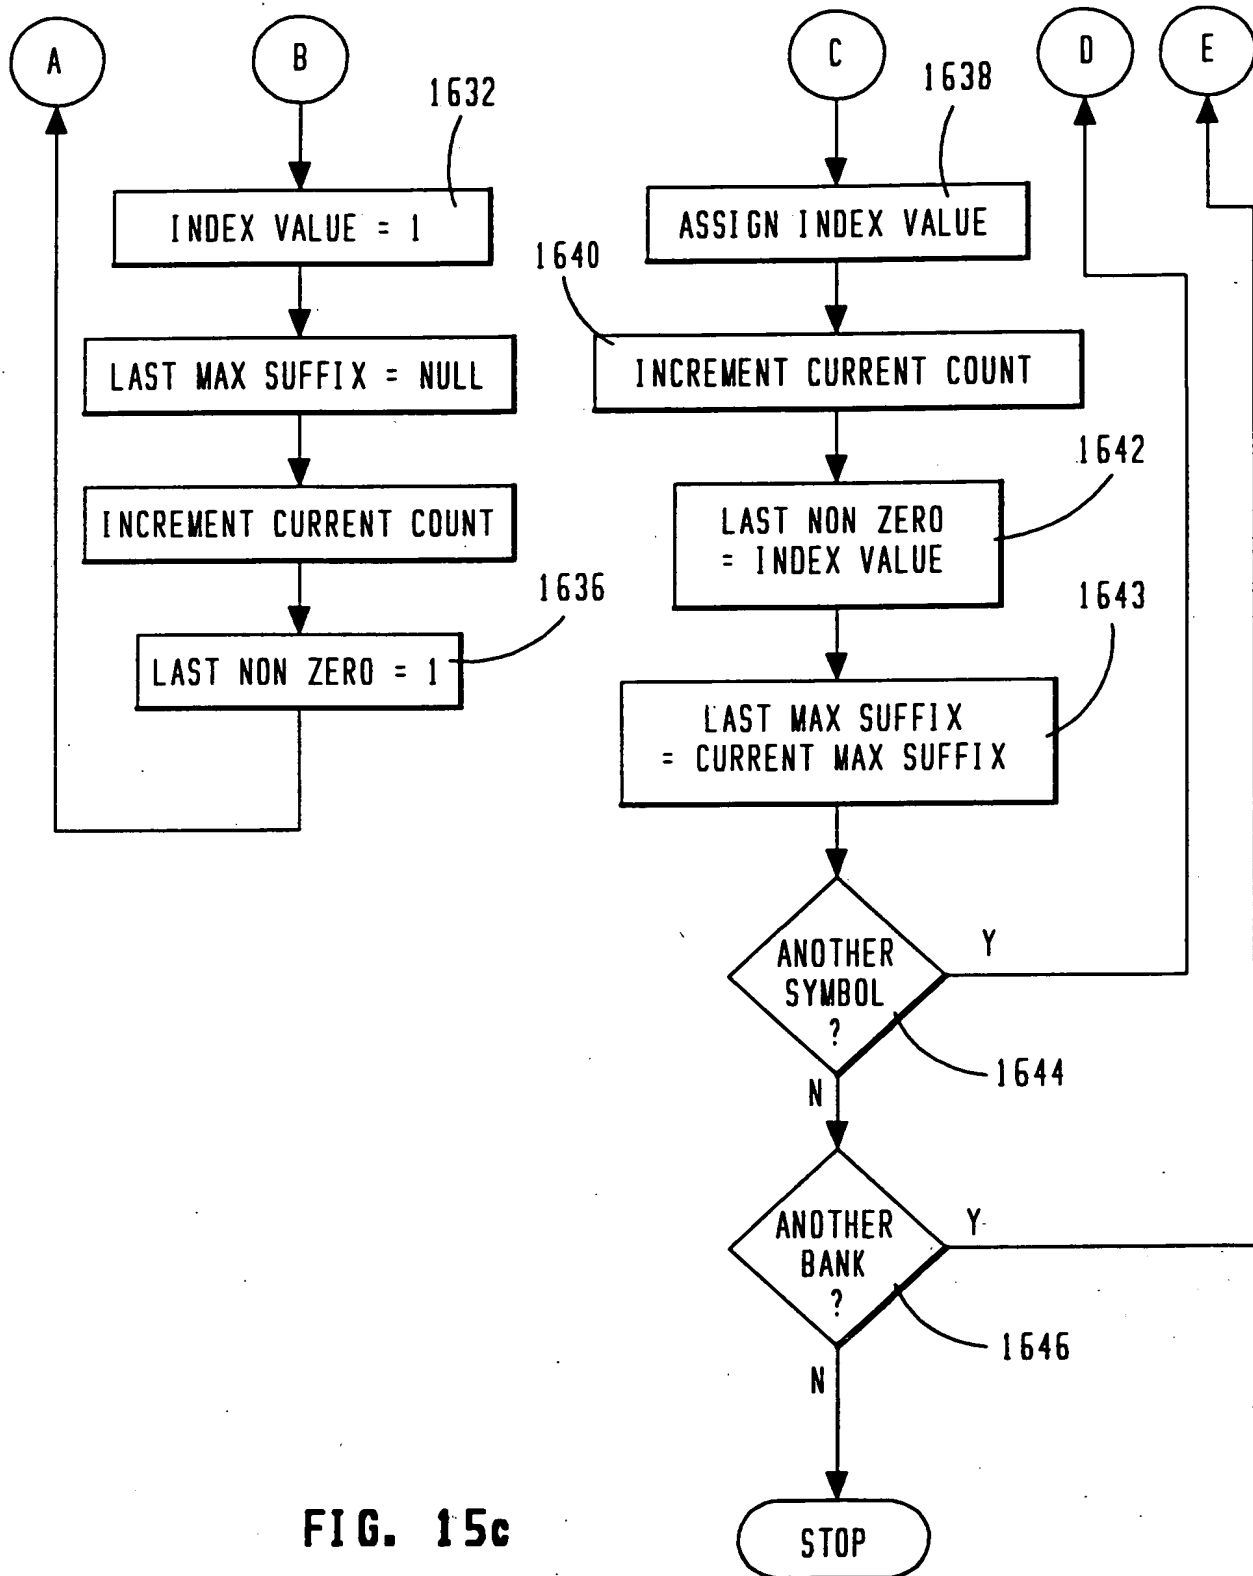 A
B
C
D
E
1632
1638
INDEX VALUE = 1
ASSIGN INDEX VALUE
1640
LAST MAX SUFFIX = NULL
INCREMENT CURRENT COUNT
1642
INCREMENT CURRENT COUNT
LAST NON ZERO
= INDEX VALUE
1636
1643
LAST NON ZERO = 1
LAST MAX SUFFIX
= CURRENT MAX SUFFIX
ANOTHER
SYMBOL
?
Y
1644
N
ANOTHER
BANK
?
Y
1646
N
STOP
FIG. 15c